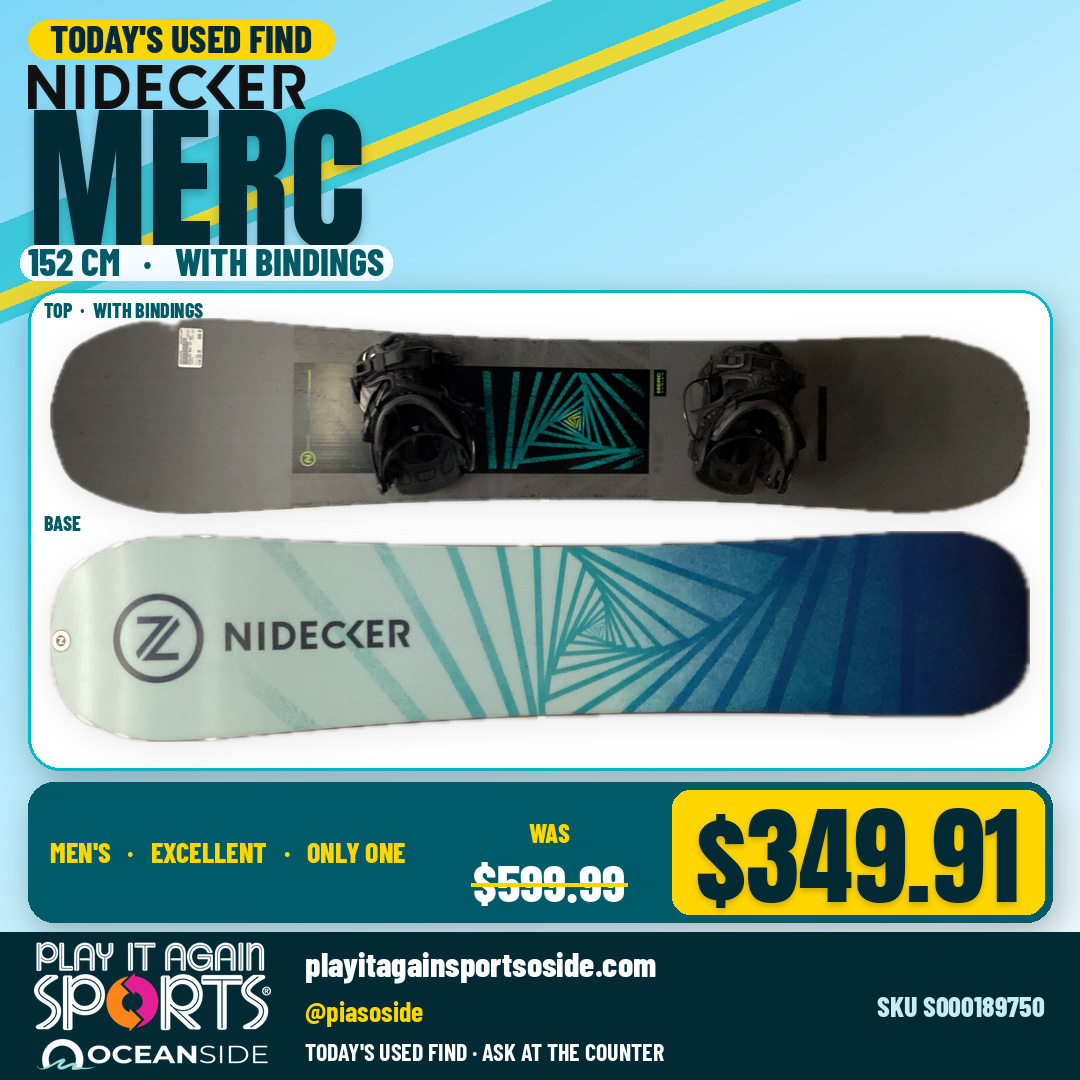 TODAY'S USED FIND
NIDECKER
MERC
152 CM · WITH BINDINGS
TOP · WITH BINDINGS
BASE
NIDECKER
MEN'S · EXCELLENT · ONLY ONE
WAS
$599.99
$349.91
PLAY IT AGAIN
SPORTS®
OCEANSIDE
playitagainsportsoside.com
@piasoside
TODAY'S USED FIND · ASK AT THE COUNTER
SKU S000189750